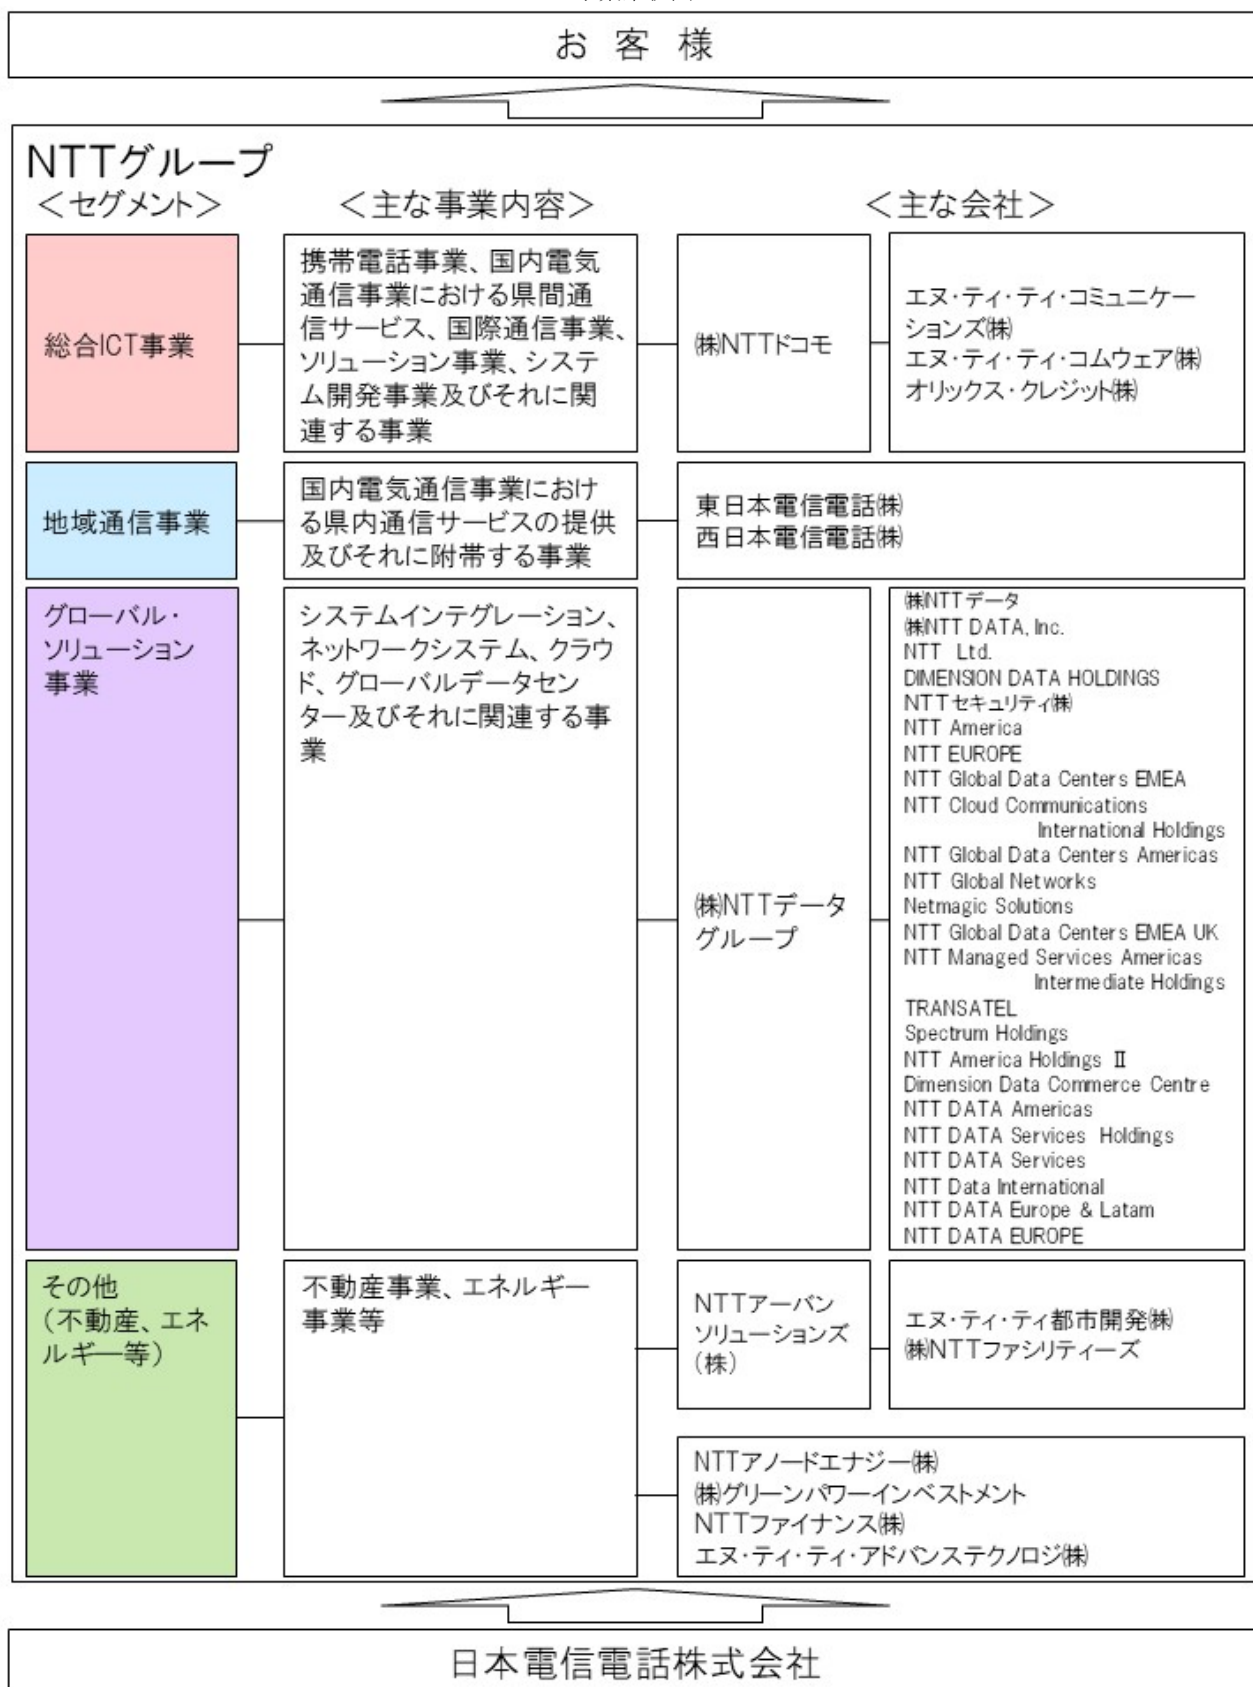 お 客 様
NTTグループ
＜セグメント＞
＜主な事業内容＞
＜主な会社＞
総合ICT事業
携帯電話事業、国内電気
通信事業における県間通
信サービス、国際通信事業、
ソリューション事業、システ
ム開発事業及びそれに関
連する事業
㈱NTTドコモ
エヌ・ティ・ティ・コミュニケー
ションズ㈱
エヌ・ティ・ティ・コムウェア㈱
オリックス・クレジット㈱
地域通信事業
国内電気通信事業におけ
る県内通信サービスの提供
及びそれに附帯する事業
東日本電信電話㈱
西日本電信電話㈱
グローバル・
ソリューション
事業
システムインテグレーション、
ネットワークシステム、クラウ
ド、グローバルデータセン
ター及びそれに関連する事
業
㈱NTTデータ
グループ
㈱NTTデータ
㈱NTT DATA, Inc.
NTT Ltd.
DIMENSION DATA HOLDINGS
NTTセキュリティ㈱
NTT America
NTT EUROPE
NTT Global Data Centers EMEA
NTT Cloud Communications
International Holdings
NTT Global Data Centers Americas
NTT Global Networks
Netmagic Solutions
NTT Global Data Centers EMEA UK
NTT Managed Services Americas
Intermediate Holdings
TRANSATEL
Spectrum Holdings
NTT America Holdings Ⅱ
Dimension Data Commerce Centre
NTT DATA Americas
NTT DATA Services Holdings
NTT DATA Services
NTT Data International
NTT DATA Europe & Latam
NTT DATA EUROPE
その他
（不動産、エネ
ルギー等）
不動産事業、エネルギー
事業等
NTTアーバン
ソリューションズ
（株）
エヌ・ティ・ティ都市開発㈱
㈱NTTファシリティーズ
NTTアノードエナジー㈱
㈱グリーンパワーインベストメント
NTTファイナンス㈱
エヌ・ティ・ティ・アドバンステクノロジ㈱
日本電信電話株式会社